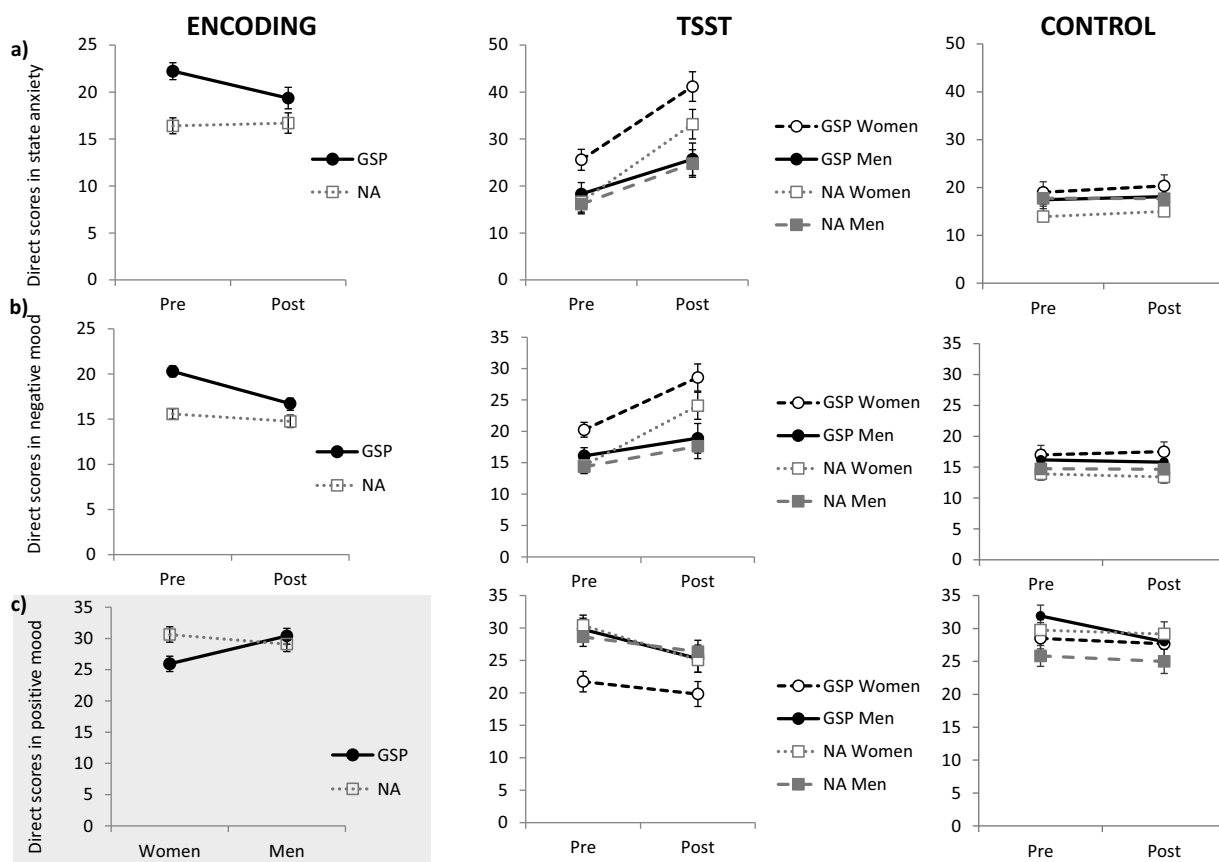 ENCODING
TSST
CONTROL
a)
Direct scores in state anxiety
25
20
15
10
5
0
Pre
Post
GSP
NA
50
40
30
20
10
0
Pre
Post
GSP Women
GSP Men
NA Women
NA Men
50
40
30
20
10
0
Pre
Post
b)
Direct scores in negative mood
25
20
15
10
5
0
Pre
Post
GSP
NA
35
30
25
20
15
10
5
0
Pre
Post
GSP Women
GSP Men
NA Women
NA Men
35
30
25
20
15
10
5
0
Pre
Post
c)
Direct scores in positive mood
35
30
25
20
15
10
5
0
Women
Men
GSP
NA
35
30
25
20
15
10
5
0
GSP Women
GSP Men
NA Women
NA Men
35
30
25
20
15
10
5
0